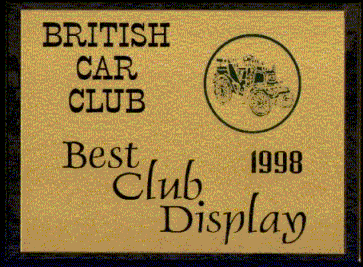 BRITISH
CAR
CLUB
Best 1998
Club
Display